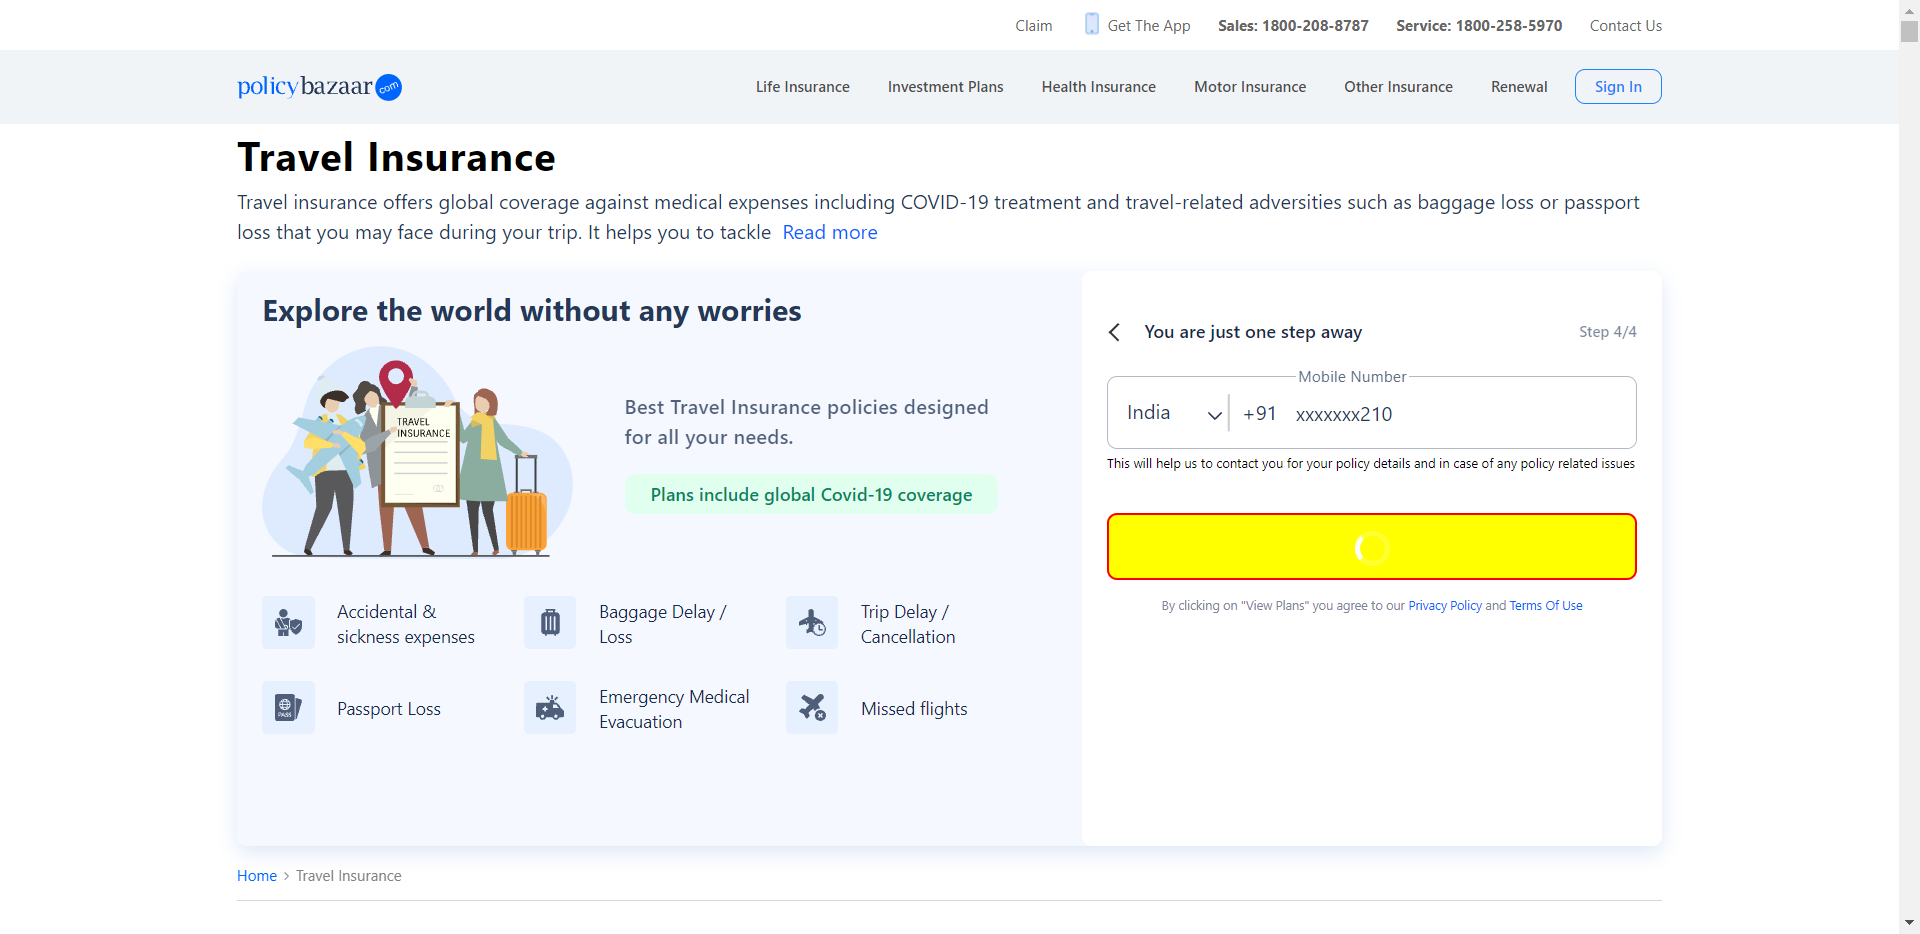 Claim
Get The App
Sales: 1800-208-8787
Service: 1800-258-5970
Contact Us
policybazaar com
Life Insurance
Investment Plans
Health Insurance
Motor Insurance
Other Insurance
Renewal
Sign In
Travel Insurance
Travel insurance offers global coverage against medical expenses including COVID-19 treatment and travel-related adversities such as baggage loss or passport
loss that you may face during your trip. It helps you to tackle Read more
Explore the world without any worries
TRAVEL
INSURANCE
Best Travel Insurance policies designed
for all your needs.
Plans include global Covid-19 coverage
Accidental &
sickness expenses
Baggage Delay /
Loss
Trip Delay /
Cancellation
PASS
Passport Loss
Emergency Medical
Evacuation
Missed flights
You are just one step away
Step 4/4
Mobile Number
India
+91
xxxxxxx210
This will help us to contact you for your policy details and in case of any policy related issues
By clicking on "View Plans" you agree to our Privacy Policy and Terms Of Use
Home > Travel Insurance